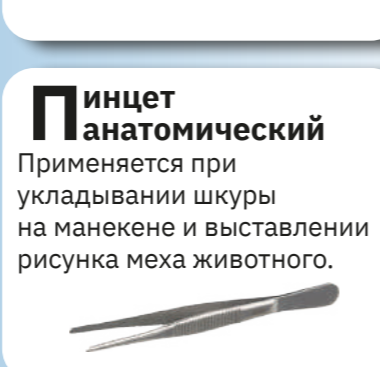 Пинцет
анатомический
Применяется при
укладывании шкуры
на манекене и выставлении
рисунка меха животного.